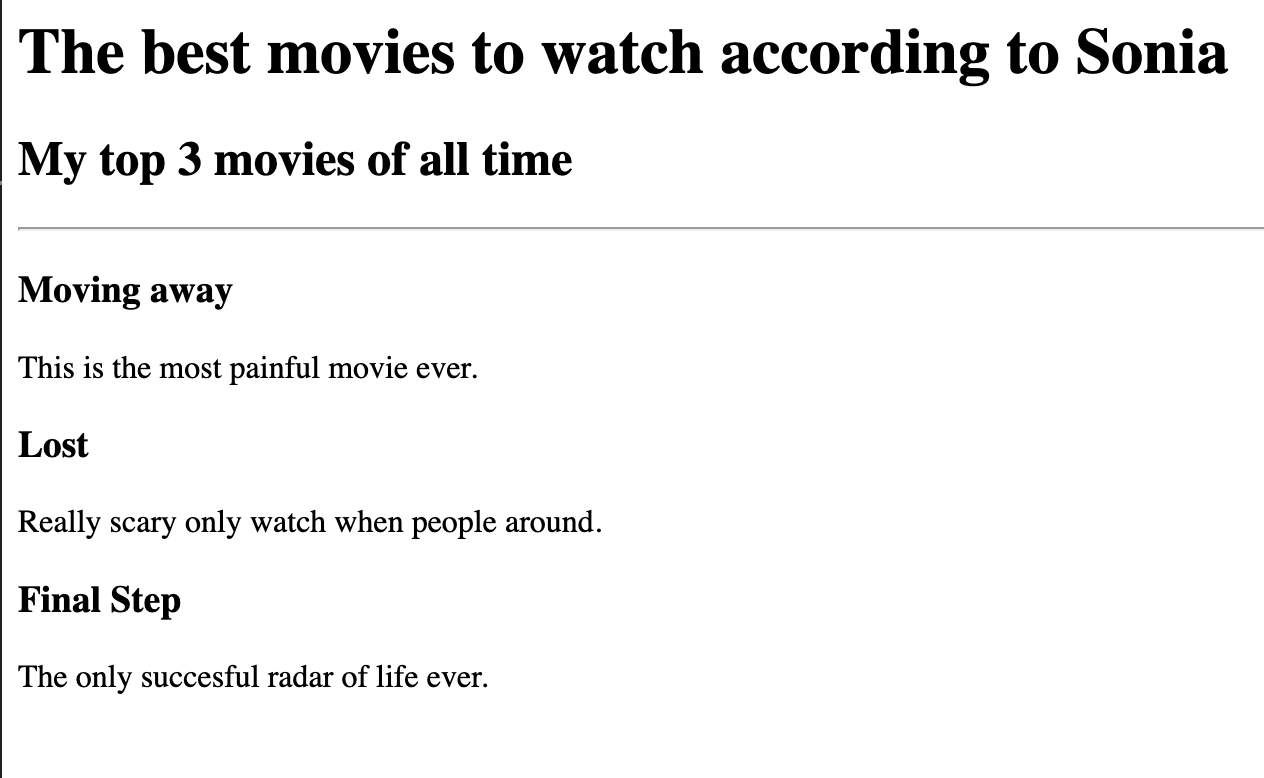 The best movies to watch according to Sonia
My top 3 movies of all time
Moving away
This is the most painful movie ever.
Lost
Really scary only watch when people around.
Final Step
The only succesful radar of life ever.